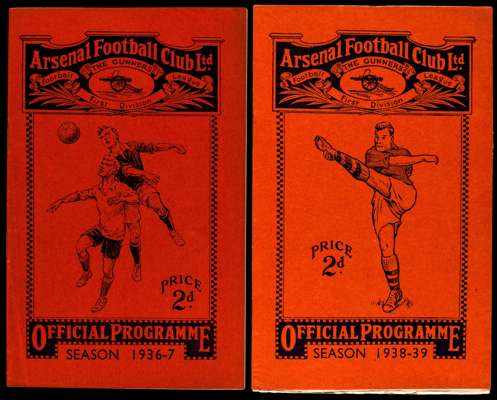 Arsenal Football Club Ltd
"THE GUNNERS"
Football League
First Division
PRICE
2d.
OFFICIAL PROGRAMME
SEASON 1936-7
Arsenal Football Club Ltd
"THE GUNNERS"
Football League
First Division
PRICE
2d.
OFFICIAL PROGRAMME
SEASON 1938-39